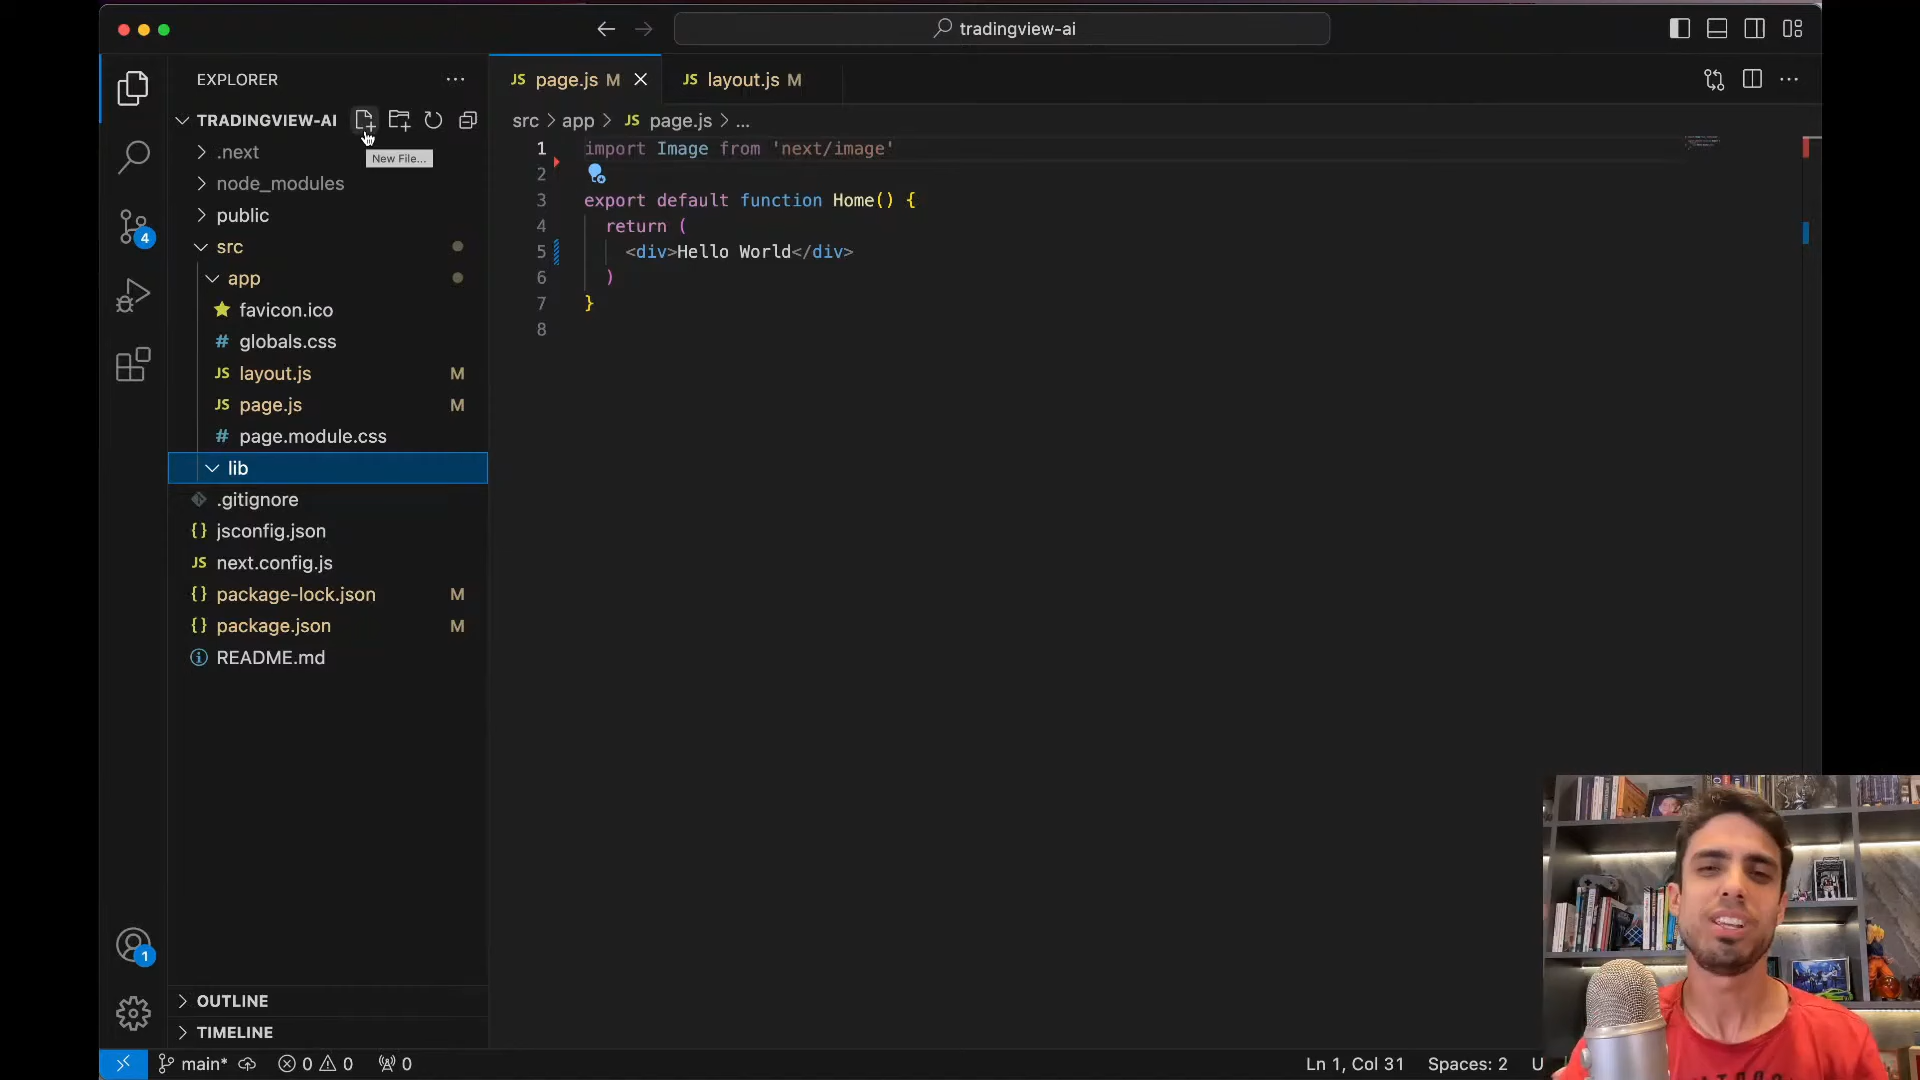 tradingview-ai
EXPLORER
TRADINGVIEW-AI
New File...
.next
node_modules
public
src
app
favicon.ico
globals.css
JS layout.js M
JS page.js M
# page.module.css
lib
.gitignore
{} jsconfig.json
JS next.config.js
{} package-lock.json M
{} package.json M
README.md
OUTLINE
TIMELINE
4
1
JS page.js M
JS layout.js M
src > app > JS page.js > ...
1 import Image from 'next/image'
2
3 export default function Home() {
4 return (
5 <div>Hello World</div>
6 )
7 }
8
main* 0 0 0
Ln 1, Col 31 Spaces: 2 U